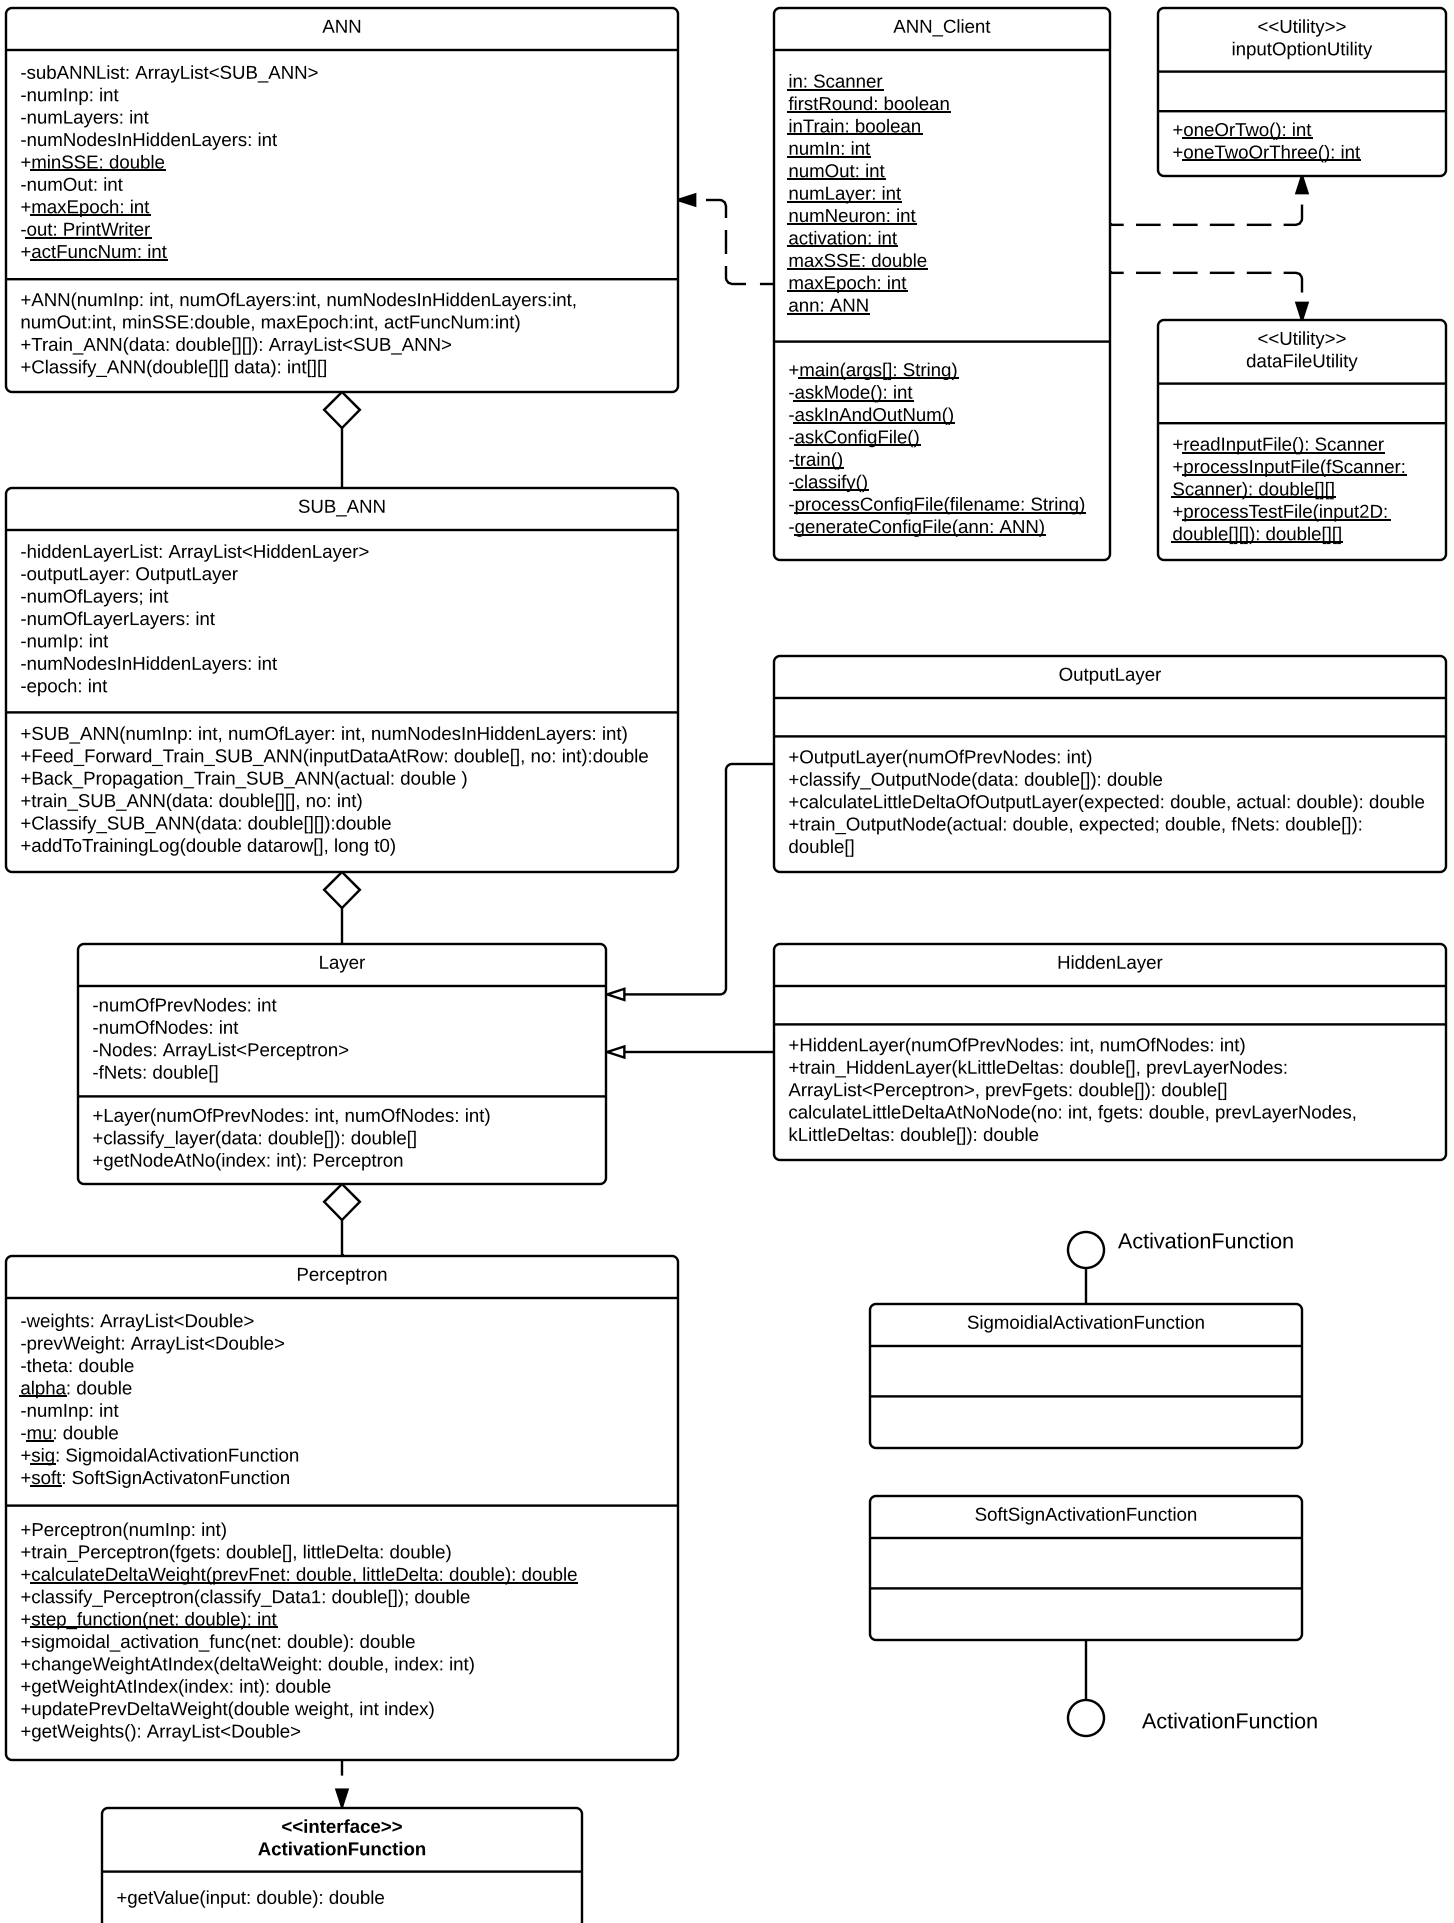 ANN
-subANNList: ArrayList<SUB_ANN>
-numInp: int
-numLayers: int
-numNodesInHiddenLayers: int
+minSSE: double
-numOut: int
+maxEpoch: int
-out: PrintWriter
+actFuncNum: int
+ANN(numInp: int, numOfLayers:int, numNodesInHiddenLayers:int,
numOut:int, minSSE:double, maxEpoch:int, actFuncNum:int)
+Train_ANN(data: double[][]): ArrayList<SUB_ANN>
+Classify_ANN(double[][] data): int[][]
ANN_Client
in: Scanner
firstRound: boolean
inTrain: boolean
numIn: int
numOut: int
numLayer: int
numNeuron: int
activation: int
maxSSE: double
maxEpoch: int
ann: ANN
+main(args[]: String)
-askMode(): int
-askInAndOutNum()
-askConfigFile()
-train()
-classify()
-processConfigFile(filename: String)
-generateConfigFile(ann: ANN)
<<Utility>>
inputOptionUtility
+oneOrTwo(): int
+oneTwoOrThree(): int
<<Utility>>
dataFileUtility
+readInputFile(): Scanner
+processInputFile(fScanner:
Scanner): double[][]
+processTestFile(input2D:
double[][]): double[][]
SUB_ANN
-hiddenLayerList: ArrayList<HiddenLayer>
-outputLayer: OutputLayer
-numOfLayers; int
-numOfLayerLayers: int
-numIp: int
-numNodesInHiddenLayers: int
-epoch: int
+SUB_ANN(numInp: int, numOfLayer: int, numNodesInHiddenLayers: int)
+Feed_Forward_Train_SUB_ANN(inputDataAtRow: double[], no: int):double
+Back_Propagation_Train_SUB_ANN(actual: double )
+train_SUB_ANN(data: double[][], no: int)
+Classify_SUB_ANN(data: double[][]):double
+addToTrainingLog(double datarow[], long t0)
OutputLayer
+OutputLayer(numOfPrevNodes: int)
+classify_OutputNode(data: double[]): double
+calculateLittleDeltaOfOutputLayer(expected: double, actual: double): double
+train_OutputNode(actual: double, expected; double, fNets: double[]):
double[]
Layer
-numOfPrevNodes: int
-numOfNodes: int
-Nodes: ArrayList<Perceptron>
-fNets: double[]
+Layer(numOfPrevNodes: int, numOfNodes: int)
+classify_layer(data: double[]): double[]
+getNodeAtNo(index: int): Perceptron
HiddenLayer
+HiddenLayer(numOfPrevNodes: int, numOfNodes: int)
+train_HiddenLayer(kLittleDeltas: double[], prevLayerNodes:
ArrayList<Perceptron>, prevFgets: double[]): double[]
calculateLittleDeltaAtNoNode(no: int, fgets: double, prevLayerNodes,
kLittleDeltas: double[]): double
Perceptron
-weights: ArrayList<Double>
-prevWeight: ArrayList<Double>
-theta: double
alpha: double
-numInp: int
-mu: double
+sig: SigmoidalActivationFunction
+soft: SoftSignActivatonFunction
+Perceptron(numInp: int)
+train_Perceptron(fgets: double[], littleDelta: double)
+calculateDeltaWeight(prevFnet: double, littleDelta: double): double
+classify_Perceptron(classify_Data1: double[]); double
+step_function(net: double): int
+sigmoidal_activation_func(net: double): double
+changeWeightAtIndex(deltaWeight: double, index: int)
+getWeightAtIndex(index: int): double
+updatePrevDeltaWeight(double weight, int index)
+getWeights(): ArrayList<Double>
ActivationFunction
SigmoidialActivationFunction
SoftSignActivationFunction
ActivationFunction
<<interface>>
ActivationFunction
+getValue(input: double): double